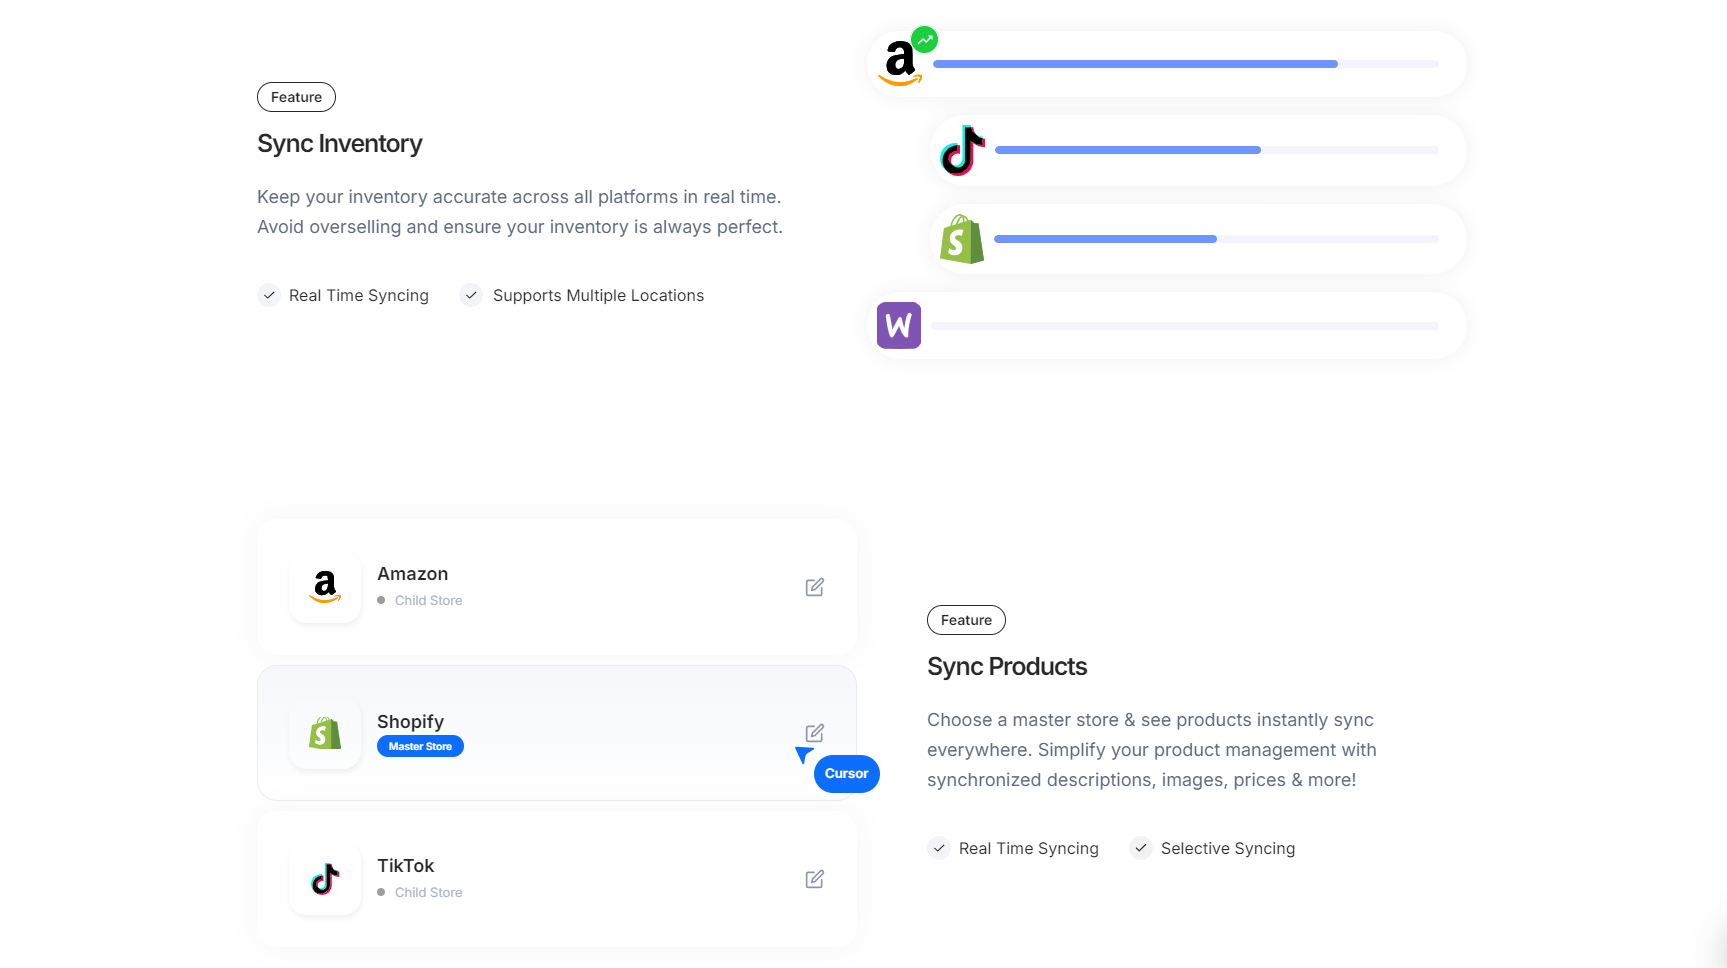 Feature
Sync Inventory
Keep your inventory accurate across all platforms in real time.
Avoid overselling and ensure your inventory is always perfect.
Real Time Syncing
Supports Multiple Locations
Amazon
Child Store
Shopify
Master Store
Cursor
TikTok
Child Store
Feature
Sync Products
Choose a master store & see products instantly sync
everywhere. Simplify your product management with
synchronized descriptions, images, prices & more!
Real Time Syncing
Selective Syncing